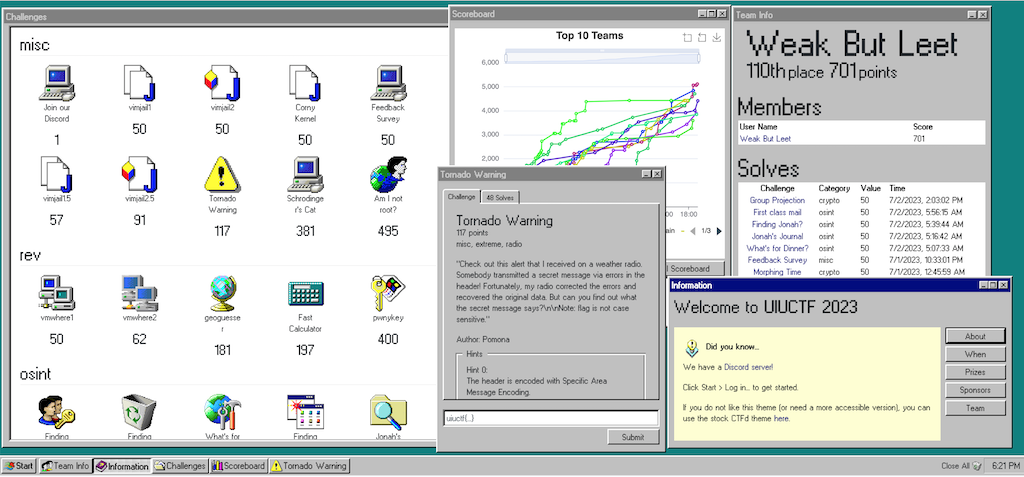 Challenges
misc
Join our Discord
1
vimjail1
50
vimjail2
50
Corny Kernel
50
Feedback Survey
50
vimjail1.5
57
vimjail2.5
91
Tornado Warning
117
Schrodinger's Cat
381
Am I not root?
495
rev
vmwhere1
50
vmwhere2
62
geoguesser
181
Fast Calculator
197
pwnykey
400
osint
Finding
Finding
What's for
Finding
Jonah's
Scoreboard
Top 10 Teams
6,000
5,000
4,000
3,000
2,000
18:00
1/3
Scoreboard
Tornado Warning
Challenge
48 Solves
Tornado Warning
117 points
misc, extreme, radio
"Check out this alert that I received on a weather radio.
Somebody transmitted a secret message via errors in the
header! Fortunately, my radio corrected the errors and
recovered the original data. But can you find out what
the secret message says?\n\nNote: flag is not case
sensitive."
Author: Pomona
Hints
Hint 0:
The header is encoded with Specific Area
Message Encoding.
uiuctf{...}
Submit
Team Info
Weak But Leet
110th place 701 points
Members
User Name Score
Weak But Leet 701
Solves
Challenge Category Value Time
Group Projection crypto 50 7/2/2023, 2:03:02 PM
First class mail osint 50 7/2/2023, 5:56:15 AM
Finding Jonah? osint 50 7/2/2023, 5:39:44 AM
Jonah's Journal osint 50 7/2/2023, 5:16:42 AM
What's for Dinner? osint 50 7/2/2023, 5:07:33 AM
Feedback Survey misc 50 7/1/2023, 10:33:01 PM
Morphing Time crypto 50 7/1/2023, 12:45:59 AM
Information
Welcome to UIUCTF 2023
Did you know...
We have a Discord server!
Click Start > Log in... to get started.
If you do not like this theme (or need a more accessible version), you can
use the stock CTFd theme here.
About
When
Prizes
Sponsors
Team
Start Team Info Information Challenges Scoreboard Tornado Warning Close All 6:21 PM